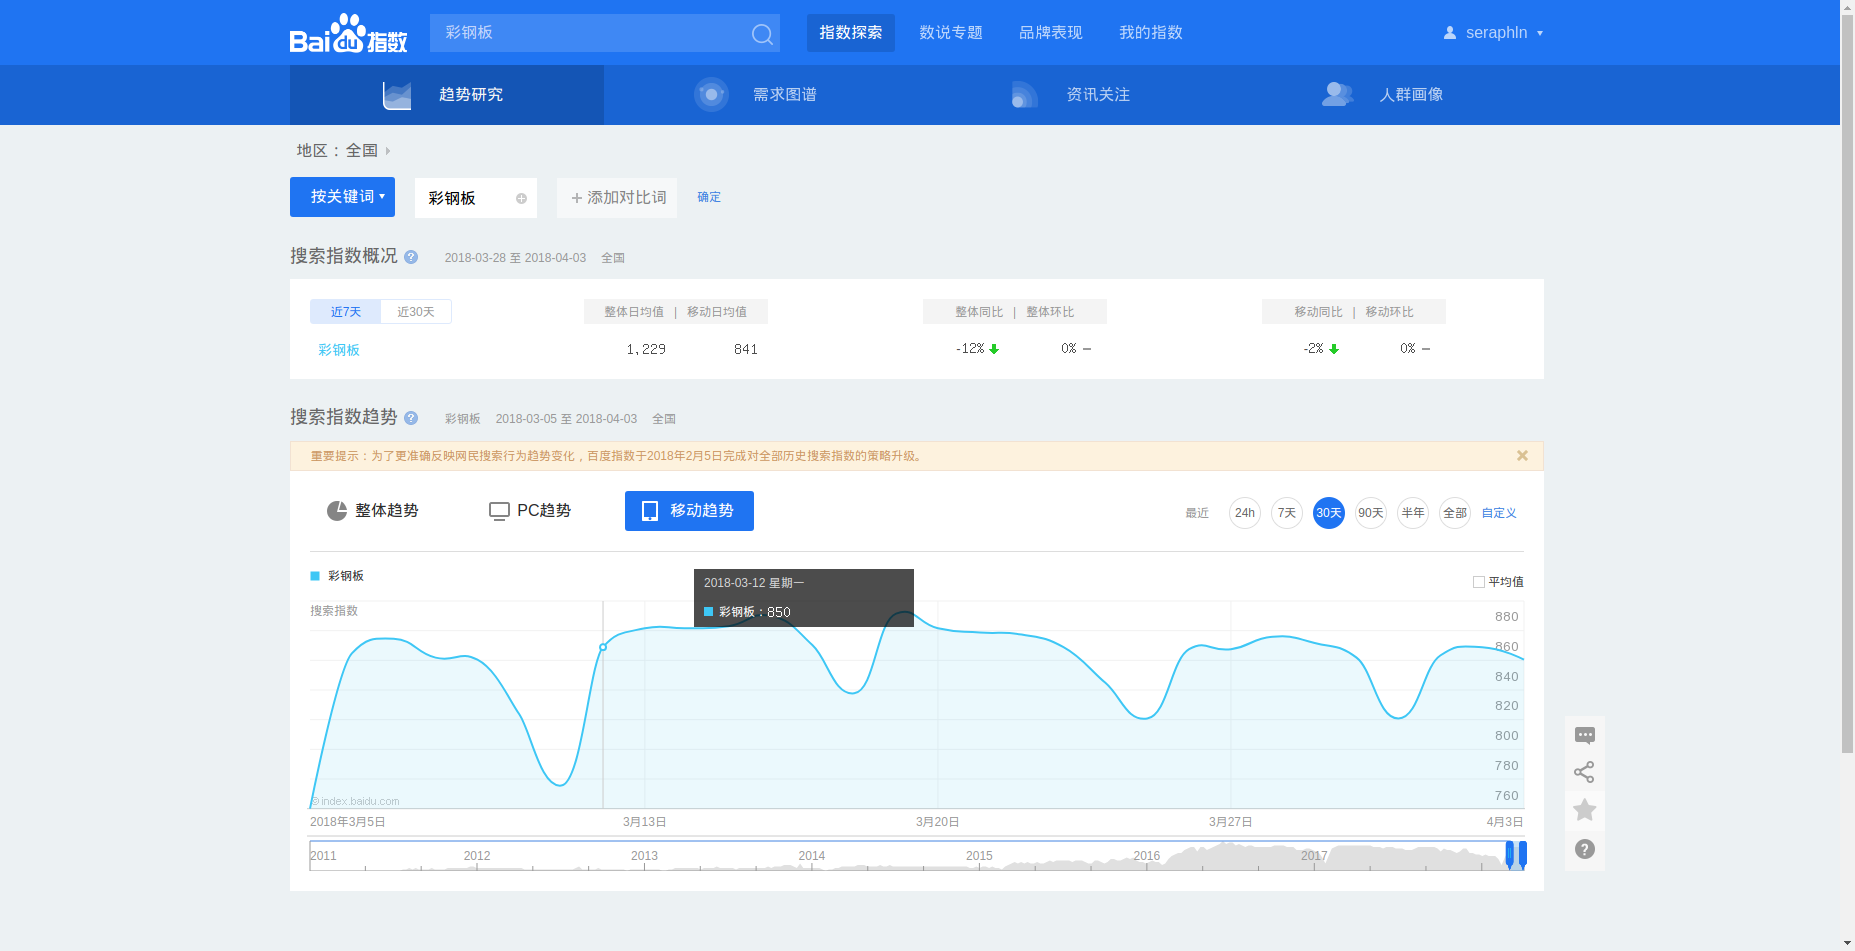 Baidu指数
彩钢板
指数探索 数说专题 品牌表现 我的指数
seraphln
趋势研究 需求图谱 资讯关注 人群画像
地区：全国
按关键词 彩钢板 + 添加对比词 确定
搜索指数概况 ? 2018-03-28 至 2018-04-03 全国
近7天 近30天 整体日均值 | 移动日均值 整体同比 | 整体环比 移动同比 | 移动环比
彩钢板 1,229 841 -12% 0% -2% 0%
搜索指数趋势 ? 彩钢板 2018-03-05 至 2018-04-03 全国
重要提示：为了更准确反映网民搜索行为趋势变化，百度指数于2018年2月5日完成对全部历史搜索指数的策略升级。
整体趋势 PC趋势 移动趋势 最近 24h 7天 30天 90天 半年 全部 自定义
彩钢板
平均值
2018-03-12 星期一
彩钢板：850
搜索指数
880
860
840
820
800
780
760
©index.baidu.com
2018年3月5日 3月13日 3月20日 3月27日 4月3日
2011 2012 2013 2014 2015 2016 2017
?